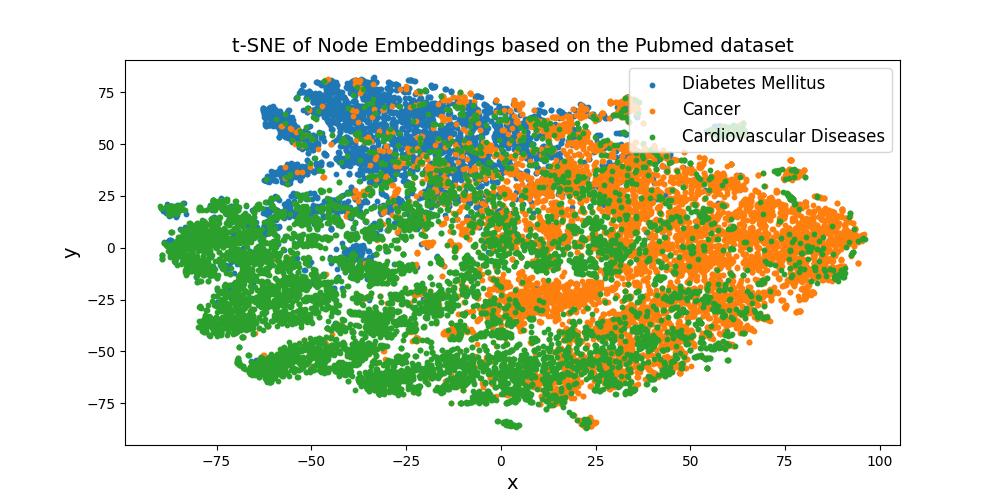 t-SNE of Node Embeddings based on the Pubmed dataset
Diabetes Mellitus
Cancer
Cardiovascular Diseases
y
75
50
25
0
−25
−50
−75
−75
−50
−25
0
25
50
75
100
x